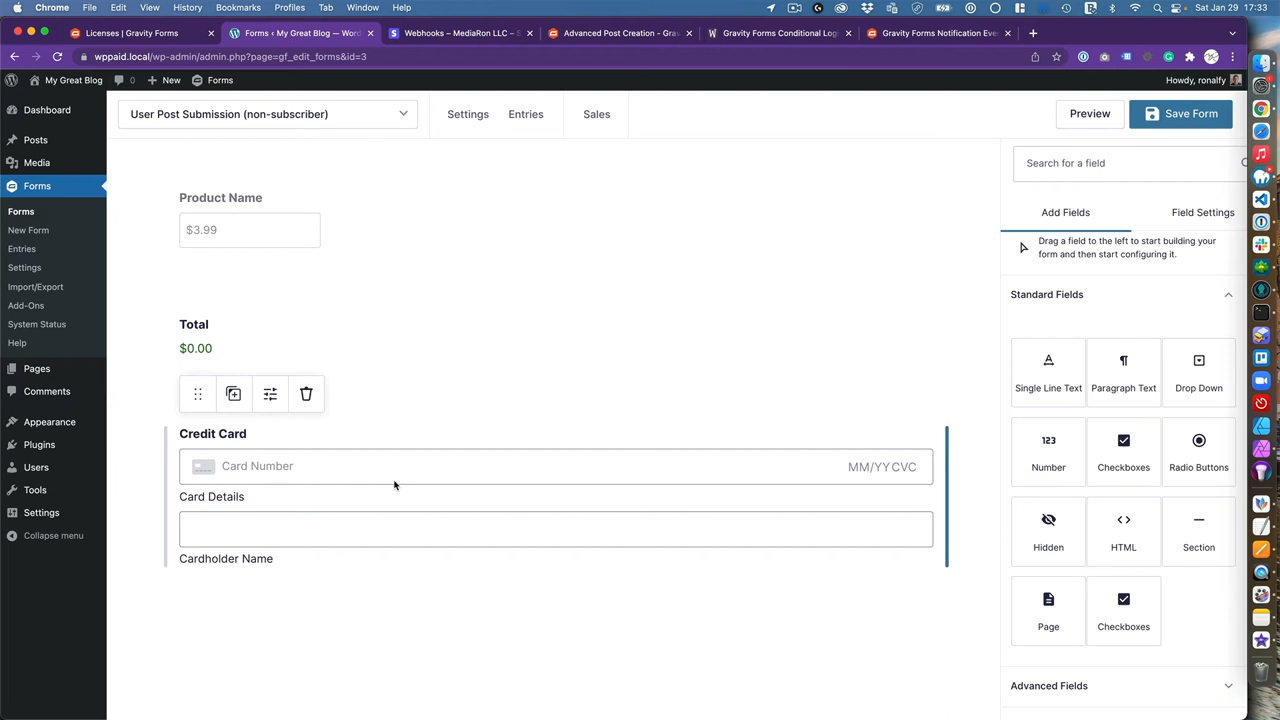 Chrome File Edit View History Bookmarks Profiles Tab Window Help Sat Jan 29 17:33
Licenses | Gravity Forms
Forms ‹ My Great Blog — Word
Webhooks – MediaRon LLC – S
Advanced Post Creation - Grav
Gravity Forms Conditional Logi
Gravity Forms Notification Eve
wppaid.local/wp-admin/admin.php?page=gf_edit_forms&id=3
My Great Blog 0 New Forms Howdy, ronalfy
Dashboard
Posts
Media
Forms
Forms
New Form
Entries
Settings
Import/Export
Add-Ons
System Status
Help
Pages
Comments
Appearance
Plugins
Users
Tools
Settings
Collapse menu
User Post Submission (non-subscriber)
Settings Entries Sales
Preview Save Form
Product Name
$3.99
Total
$0.00
Credit Card
Card Number MM/YY CVC
Card Details
Cardholder Name
Search for a field
Add Fields Field Settings
Drag a field to the left to start building your
form and then start configuring it.
Standard Fields
Single Line Text Paragraph Text Drop Down
123
Number Checkboxes Radio Buttons
Hidden HTML Section
Page Checkboxes
Advanced Fields